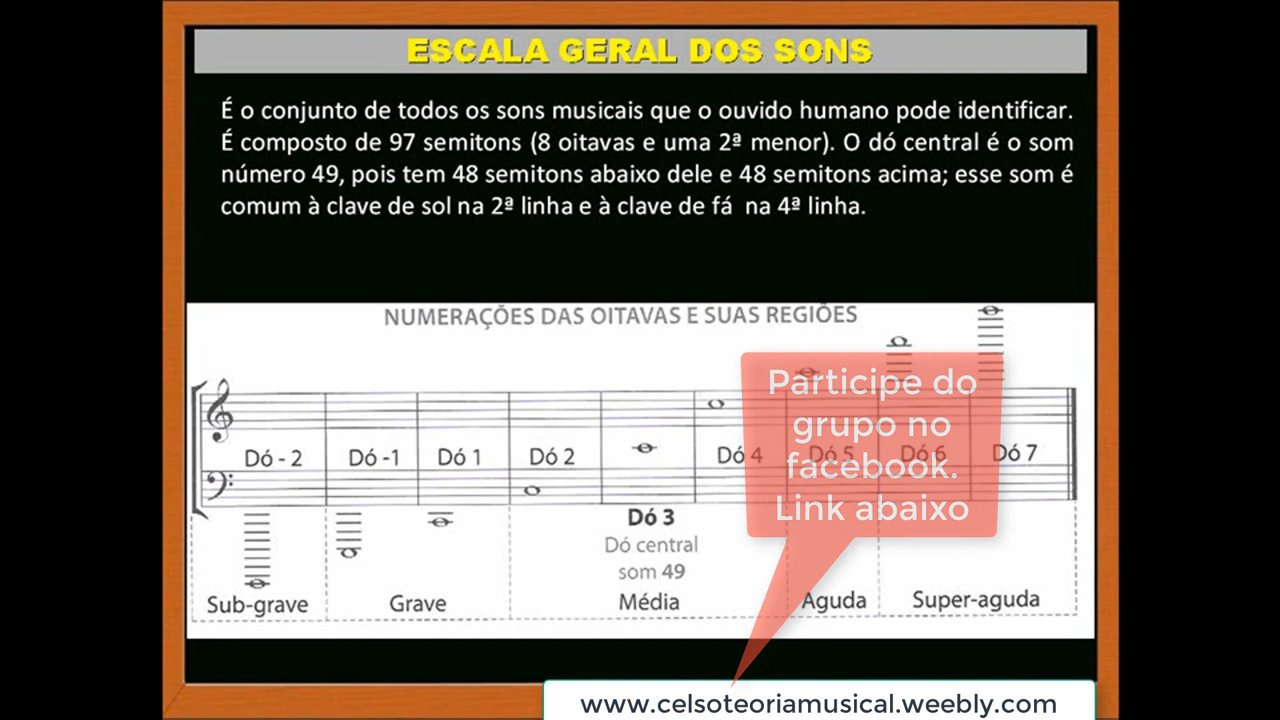 ESCALA GERAL DOS SONS
É o conjunto de todos os sons musicais que o ouvido humano pode identificar.
É composto de 97 semitons (8 oitavas e uma 2ª menor). O dó central é o som
número 49, pois tem 48 semitons abaixo dele e 48 semitons acima; esse som é
comum à clave de sol na 2ª linha e à clave de fá na 4ª linha.
NUMERAÇÕES DAS OITAVAS E SUAS REGIÕES
Participe do
grupo no
facebook.
Link abaixo
Dó - 2 Dó -1 Dó 1 Dó 2 Dó 4 Dó 5 Dó 6 Dó 7
Dó 3
Dó central
som 49
Sub-grave Grave Média Aguda Super-aguda
www.celsoteoriamusical.weebly.com